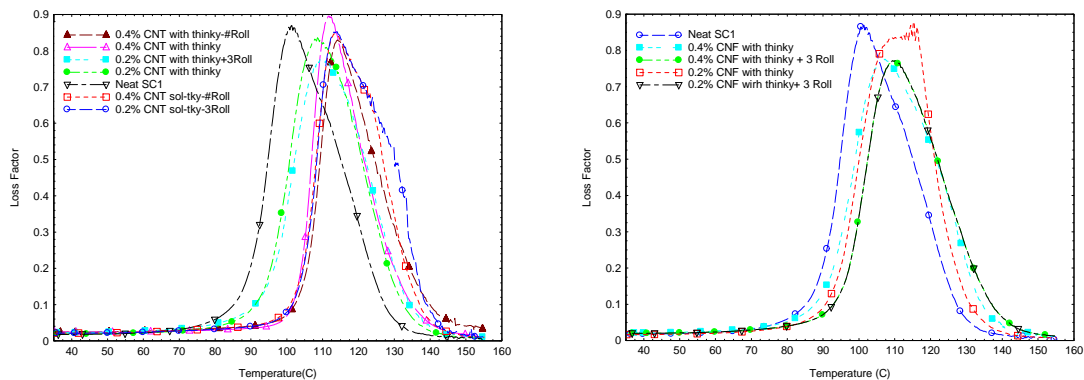 0.4% CNT with thinky-#Roll
0.4% CNT with thinky
0.2% CNT with thinky+3Roll
0.2% CNT with thinky
Neat SC1
0.4% CNT sol-tky-#Roll
0.2% CNT sol-tky-3Roll
0.9
0.8
0.7
0.6
0.5
0.4
0.3
0.2
0.1
0
Loss Factor
40 50 60 70 80 90 100 110 120 130 140 150 160
Temperature(C)
Neat SC1
0.4% CNF with thinky
0.4% CNF wirh thinky + 3 Roll
0.2% CNF with thinky
0.2% CNF wirh thinky+ 3 Roll
0.9
0.8
0.7
0.6
0.5
0.4
0.3
0.2
0.1
0
Loss Factor
40 50 60 70 80 90 100 110 120 130 140 150 160
Temperature (C)